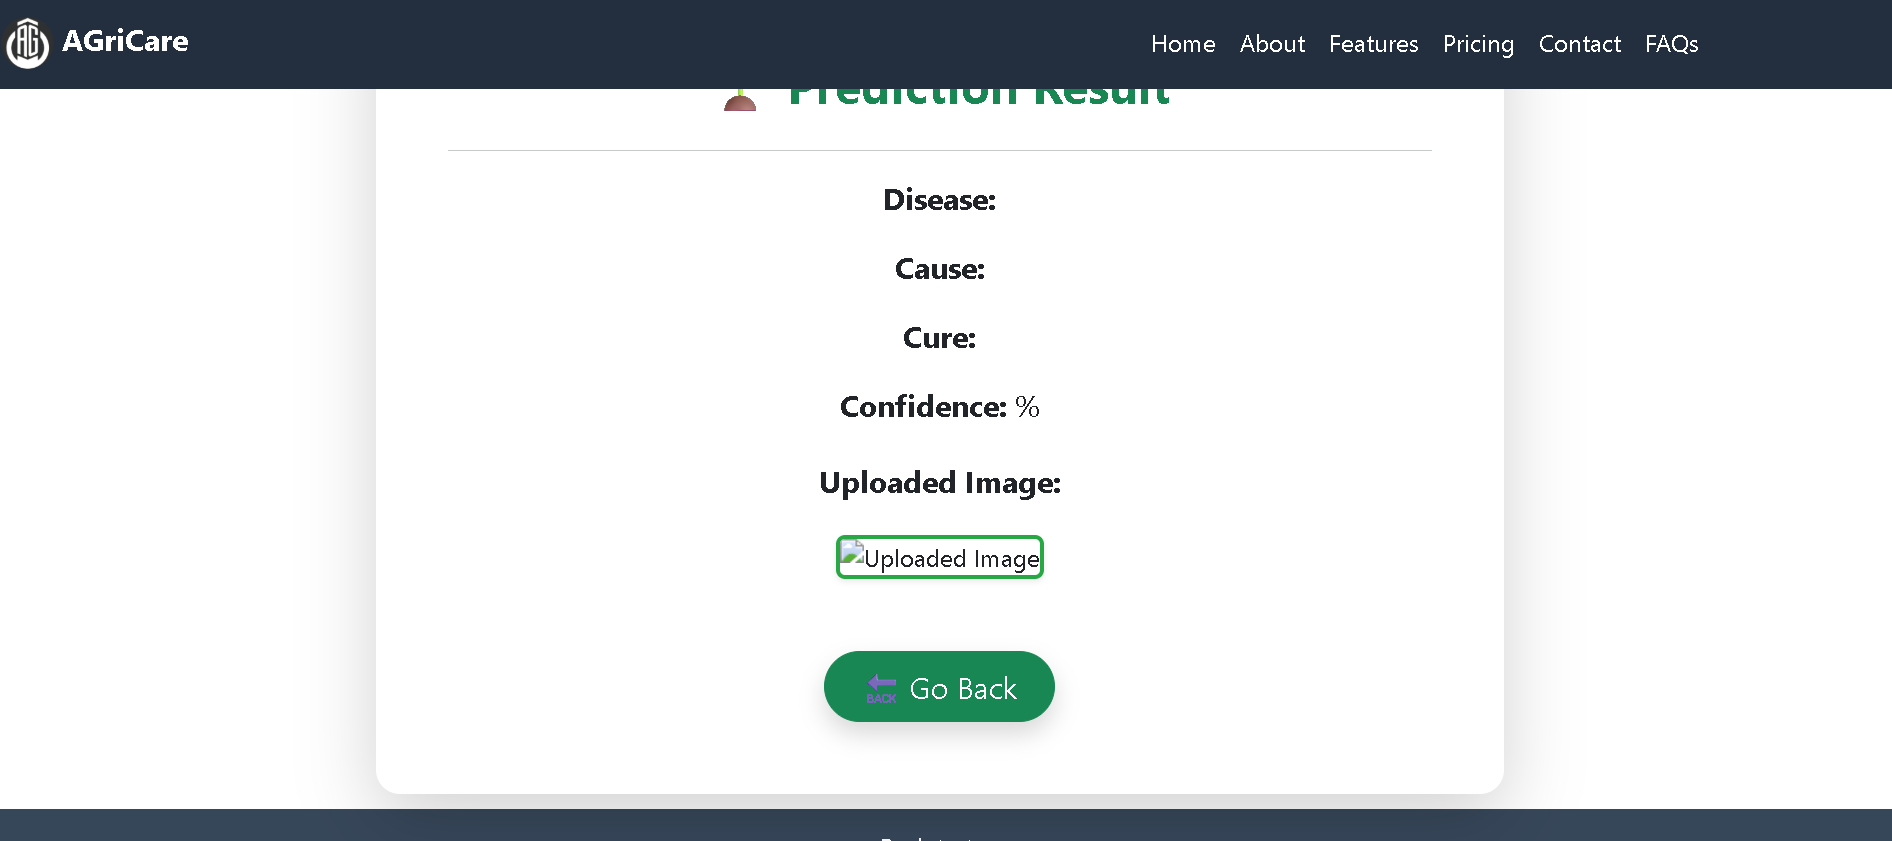 AGriCare
Home About Features Pricing Contact FAQs
Prediction Result
Disease:
Cause:
Cure:
Confidence: %
Uploaded Image:
Uploaded Image
BACK Go Back